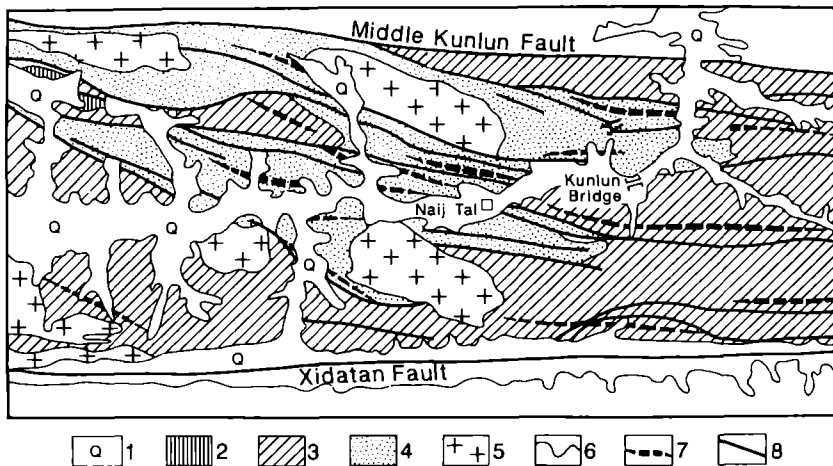 Q
Middle Kunlun Fault
Q
Q
Kunlun
Bridge
Naij Tal
Q
Q
Q
Q
Xidatan Fault
Q 1 2 3 4 5 6 7 8